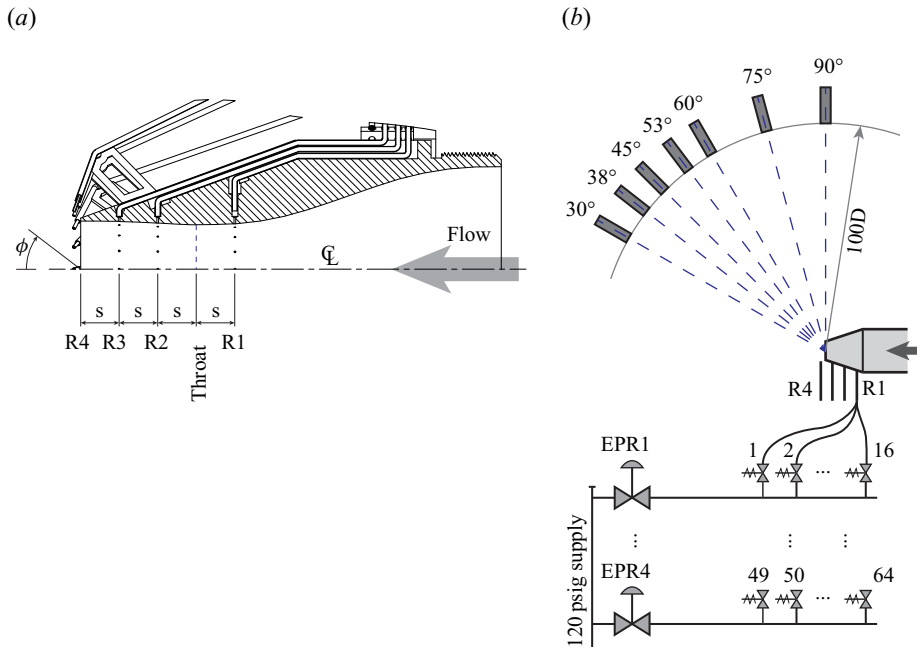 (a)
ϕ
℄
Flow
s s s s
R4 R3 R2 R1
Throat
(b)
90°
75°
60°
53°
45°
38°
30°
100D
R4 R1
EPR1
1 2 ... 16
120 psig supply
⋮ ⋮ ⋮
EPR4
49 50 ... 64